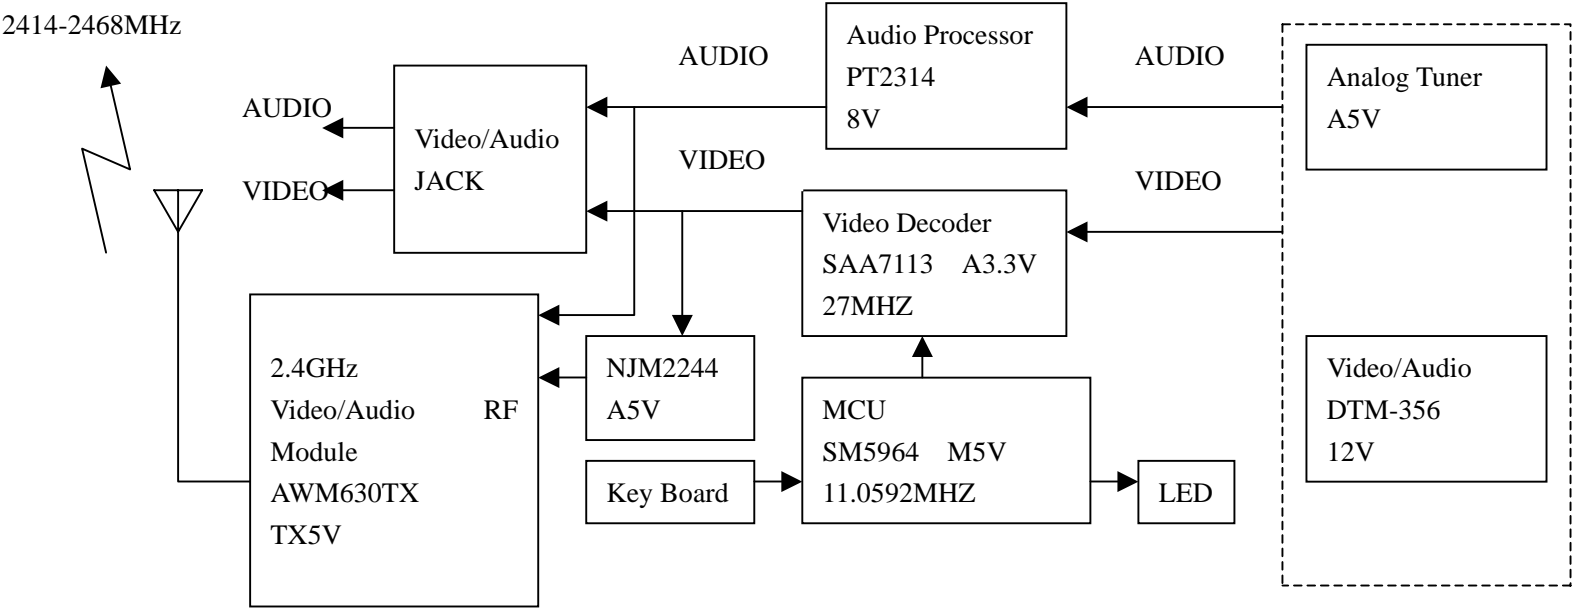 2414-2468MHz
AUDIO
VIDEO
Video/Audio
JACK
AUDIO
VIDEO
Audio Processor
PT2314
8V
AUDIO
VIDEO
Analog Tuner
A5V
Video Decoder
SAA7113 A3.3V
27MHZ
2.4GHz
Video/Audio RF
Module
AWM630TX
TX5V
NJM2244
A5V
Key Board
MCU
SM5964 M5V
11.0592MHZ
LED
Video/Audio
DTM-356
12V